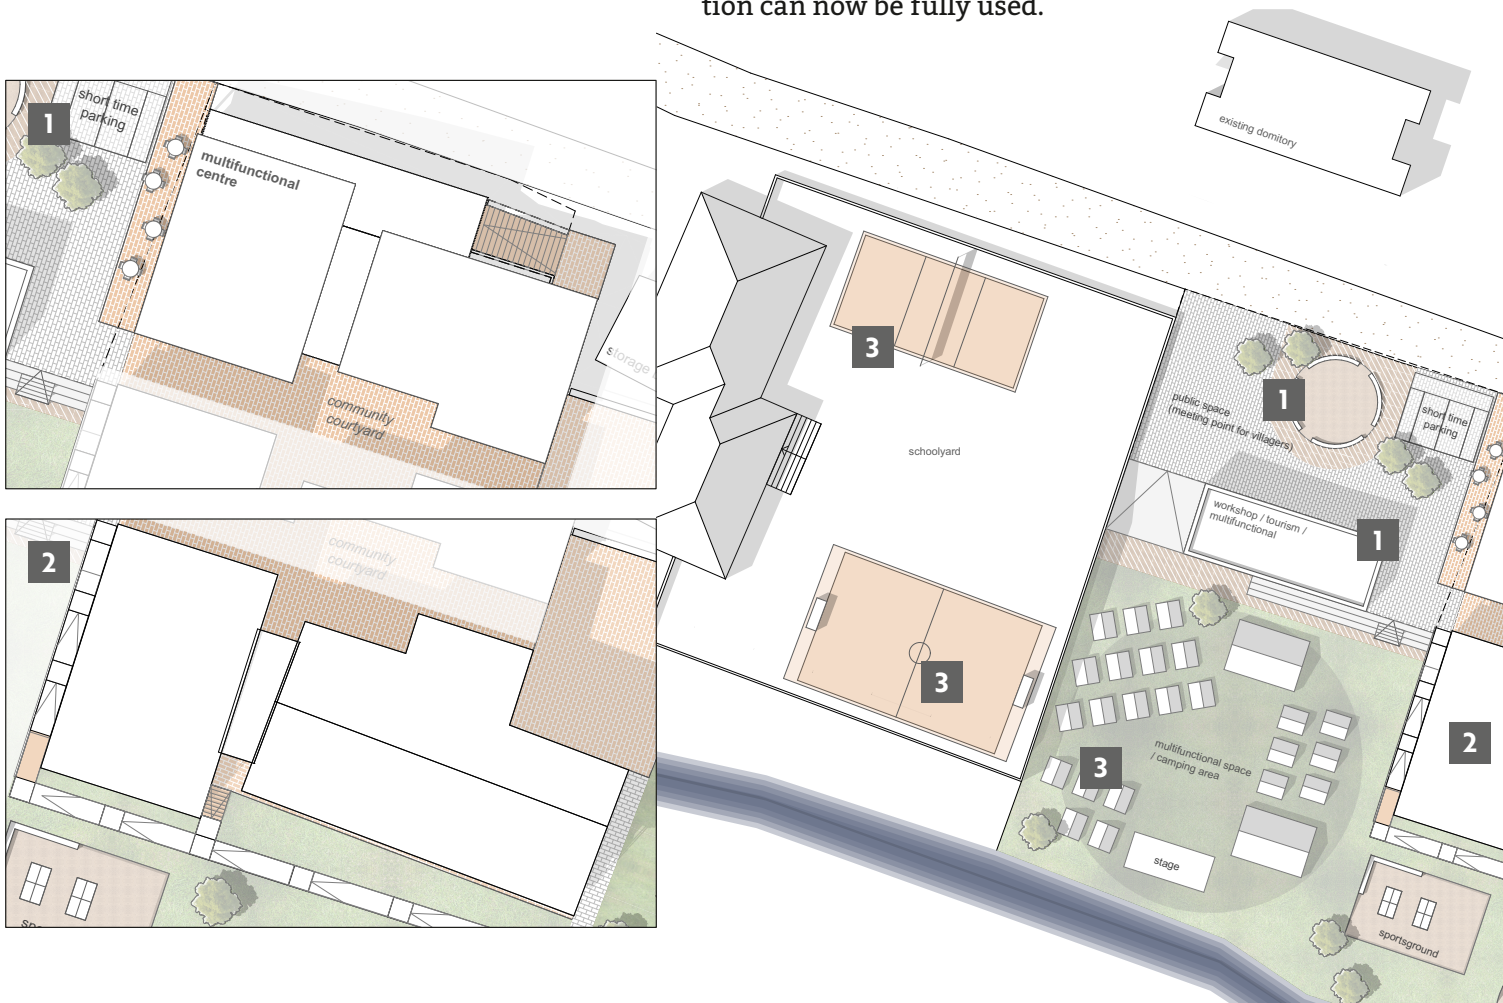 tion can now be fully used.
existing domitory
1
short time
parking
multifunctional
centre
storage
community
courtyard
2
community
courtyard
3
schoolyard
3
public space
(meeting point for villagers)
1
short time
parking
workshop / tourism /
multifunctional
1
multifunctional space
/ camping area
3
stage
2
sportsground